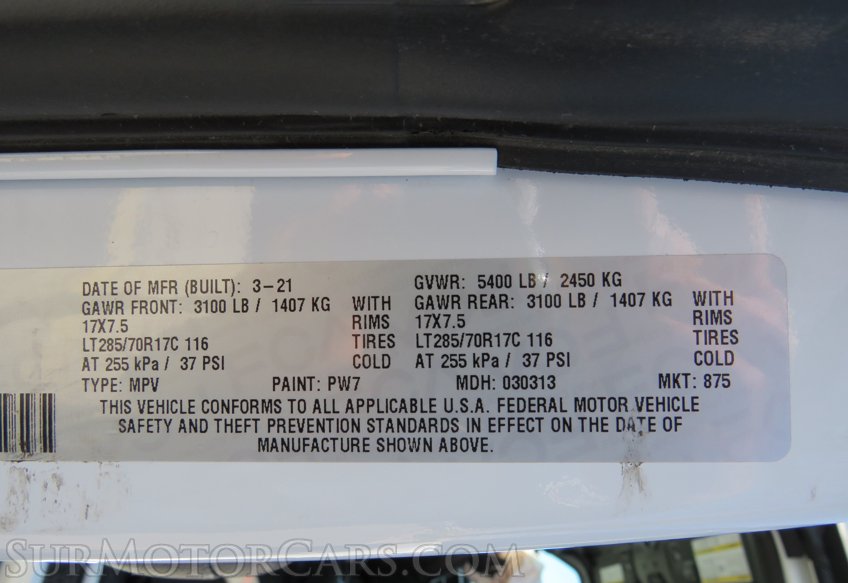 DATE OF MFR (BUILT): 3-21 GVWR: 5400 LB / 2450 KG
GAWR FRONT: 3100 LB / 1407 KG WITH GAWR REAR: 3100 LB / 1407 KG WITH
17X7.5 RIMS 17X7.5 RIMS
LT285/70R17C 116 TIRES LT285/70R17C 116 TIRES
AT 255 kPa / 37 PSI COLD AT 255 kPa / 37 PSI COLD
TYPE: MPV PAINT: PW7 MDH: 030313 MKT: 875
THIS VEHICLE CONFORMS TO ALL APPLICABLE U.S.A. FEDERAL MOTOR VEHICLE
SAFETY AND THEFT PREVENTION STANDARDS IN EFFECT ON THE DATE OF
MANUFACTURE SHOWN ABOVE.
SurMotorCars.com